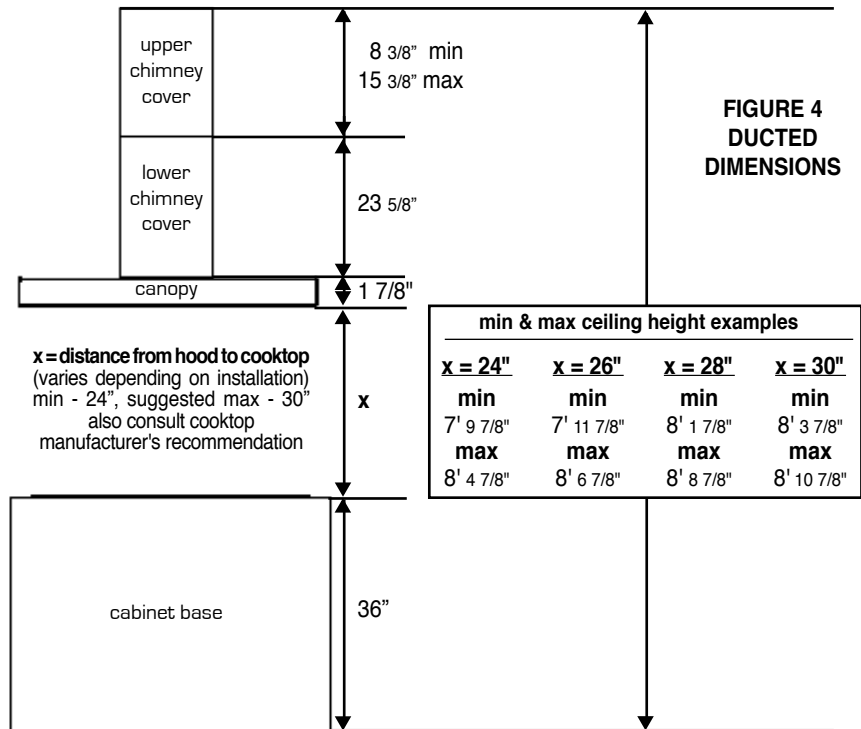 upper
chimney
cover
8 3/8” min
15 3/8” max
FIGURE 4
DUCTED
DIMENSIONS
lower
chimney
cover
23 5/8”
canopy
1 7/8"
x = distance from hood to cooktop
(varies depending on installation)
min - 24”, suggested max - 30”
also consult cooktop
manufacturer's recommendation
x
min & max ceiling height examples
x = 24" x = 26" x = 28" x = 30"
min min min min
7' 9 7/8" 7' 11 7/8" 8' 1 7/8" 8' 3 7/8"
max max max max
8' 4 7/8" 8' 6 7/8" 8' 8 7/8" 8' 10 7/8"
cabinet base
36”